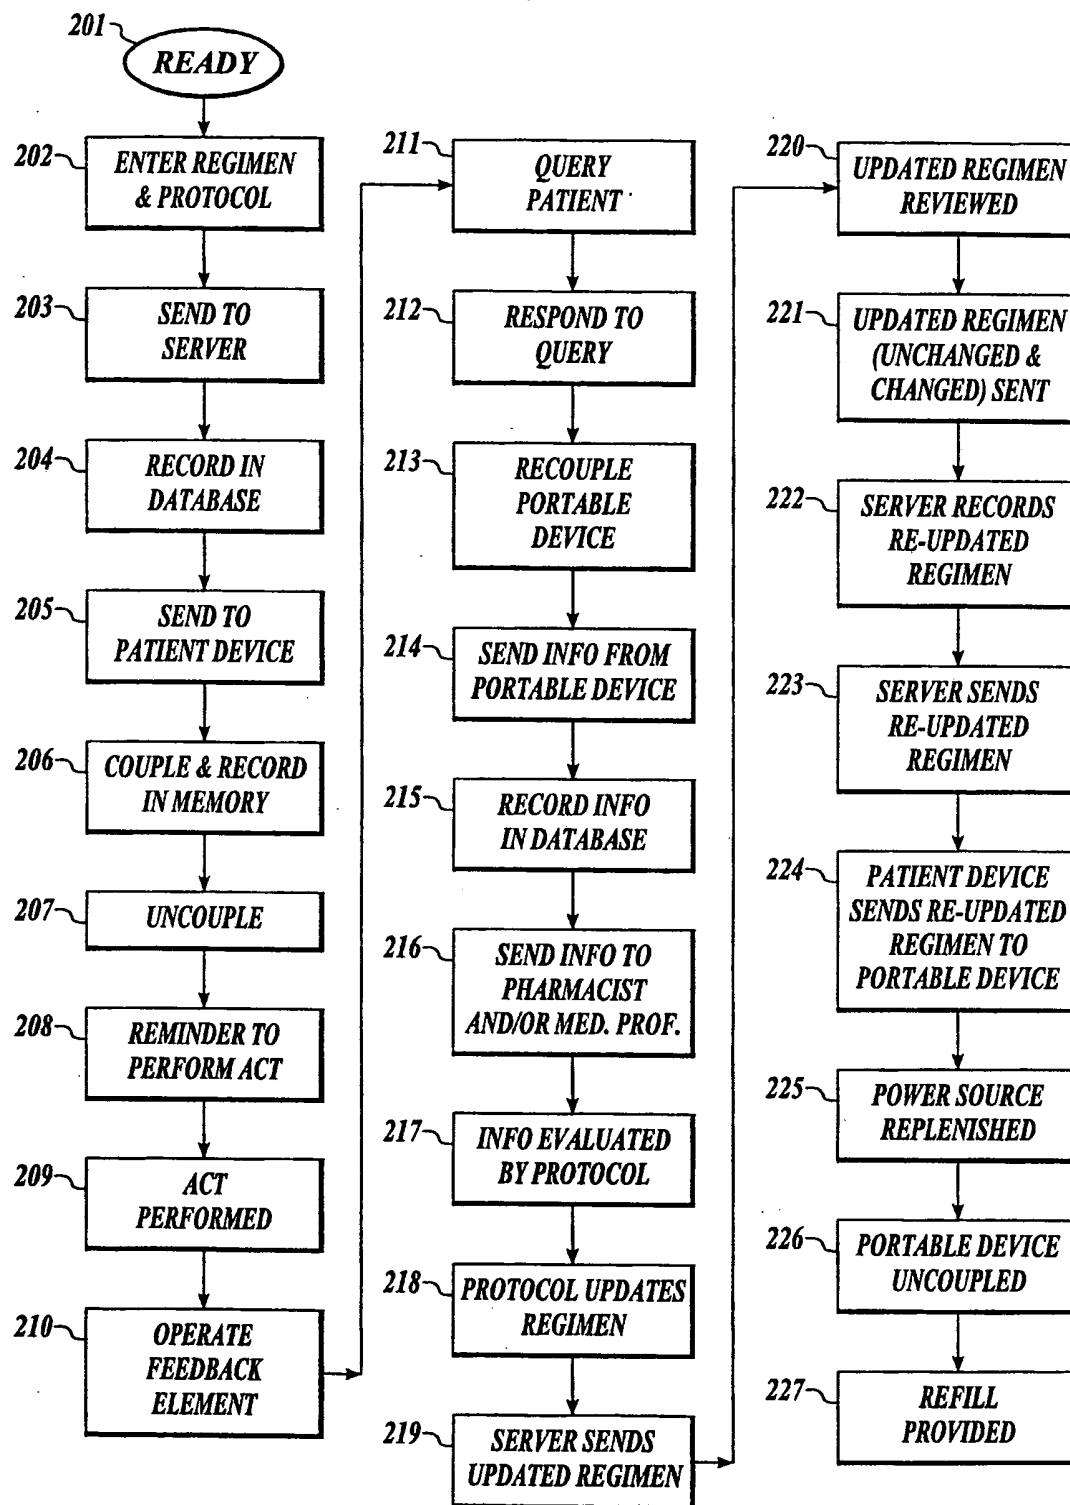 201
READY
202
ENTER REGIMEN
& PROTOCOL
203
SEND TO
SERVER
204
RECORD IN
DATABASE
205
SEND TO
PATIENT DEVICE
206
COUPLE & RECORD
IN MEMORY
207
UNCOUPLE
208
REMINDER TO
PERFORM ACT
209
ACT
PERFORMED
210
OPERATE
FEEDBACK
ELEMENT
211
QUERY
PATIENT
212
RESPOND TO
QUERY
213
RECOUPLE
PORTABLE
DEVICE
214
SEND INFO FROM
PORTABLE DEVICE
215
RECORD INFO
IN DATABASE
216
SEND INFO TO
PHARMACIST
AND/OR MED. PROF.
217
INFO EVALUATED
BY PROTOCOL
218
PROTOCOL UPDATES
REGIMEN
219
SERVER SENDS
UPDATED REGIMEN
220
UPDATED REGIMEN
REVIEWED
221
UPDATED REGIMEN
(UNCHANGED &
CHANGED) SENT
222
SERVER RECORDS
RE-UPDATED
REGIMEN
223
SERVER SENDS
RE-UPDATED
REGIMEN
224
PATIENT DEVICE
SENDS RE-UPDATED
REGIMEN TO
PORTABLE DEVICE
225
POWER SOURCE
REPLENISHED
226
PORTABLE DEVICE
UNCOUPLED
227
REFILL
PROVIDED